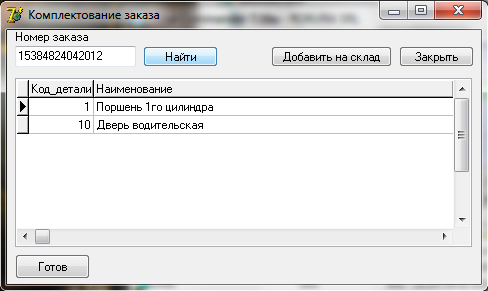 Комплектование заказа
Номер заказа
15384824042012 Найти Добавить на склад Закрыть
Код_детали Наименование
1 Поршень 1го цилиндра
10 Дверь водительская
Готов